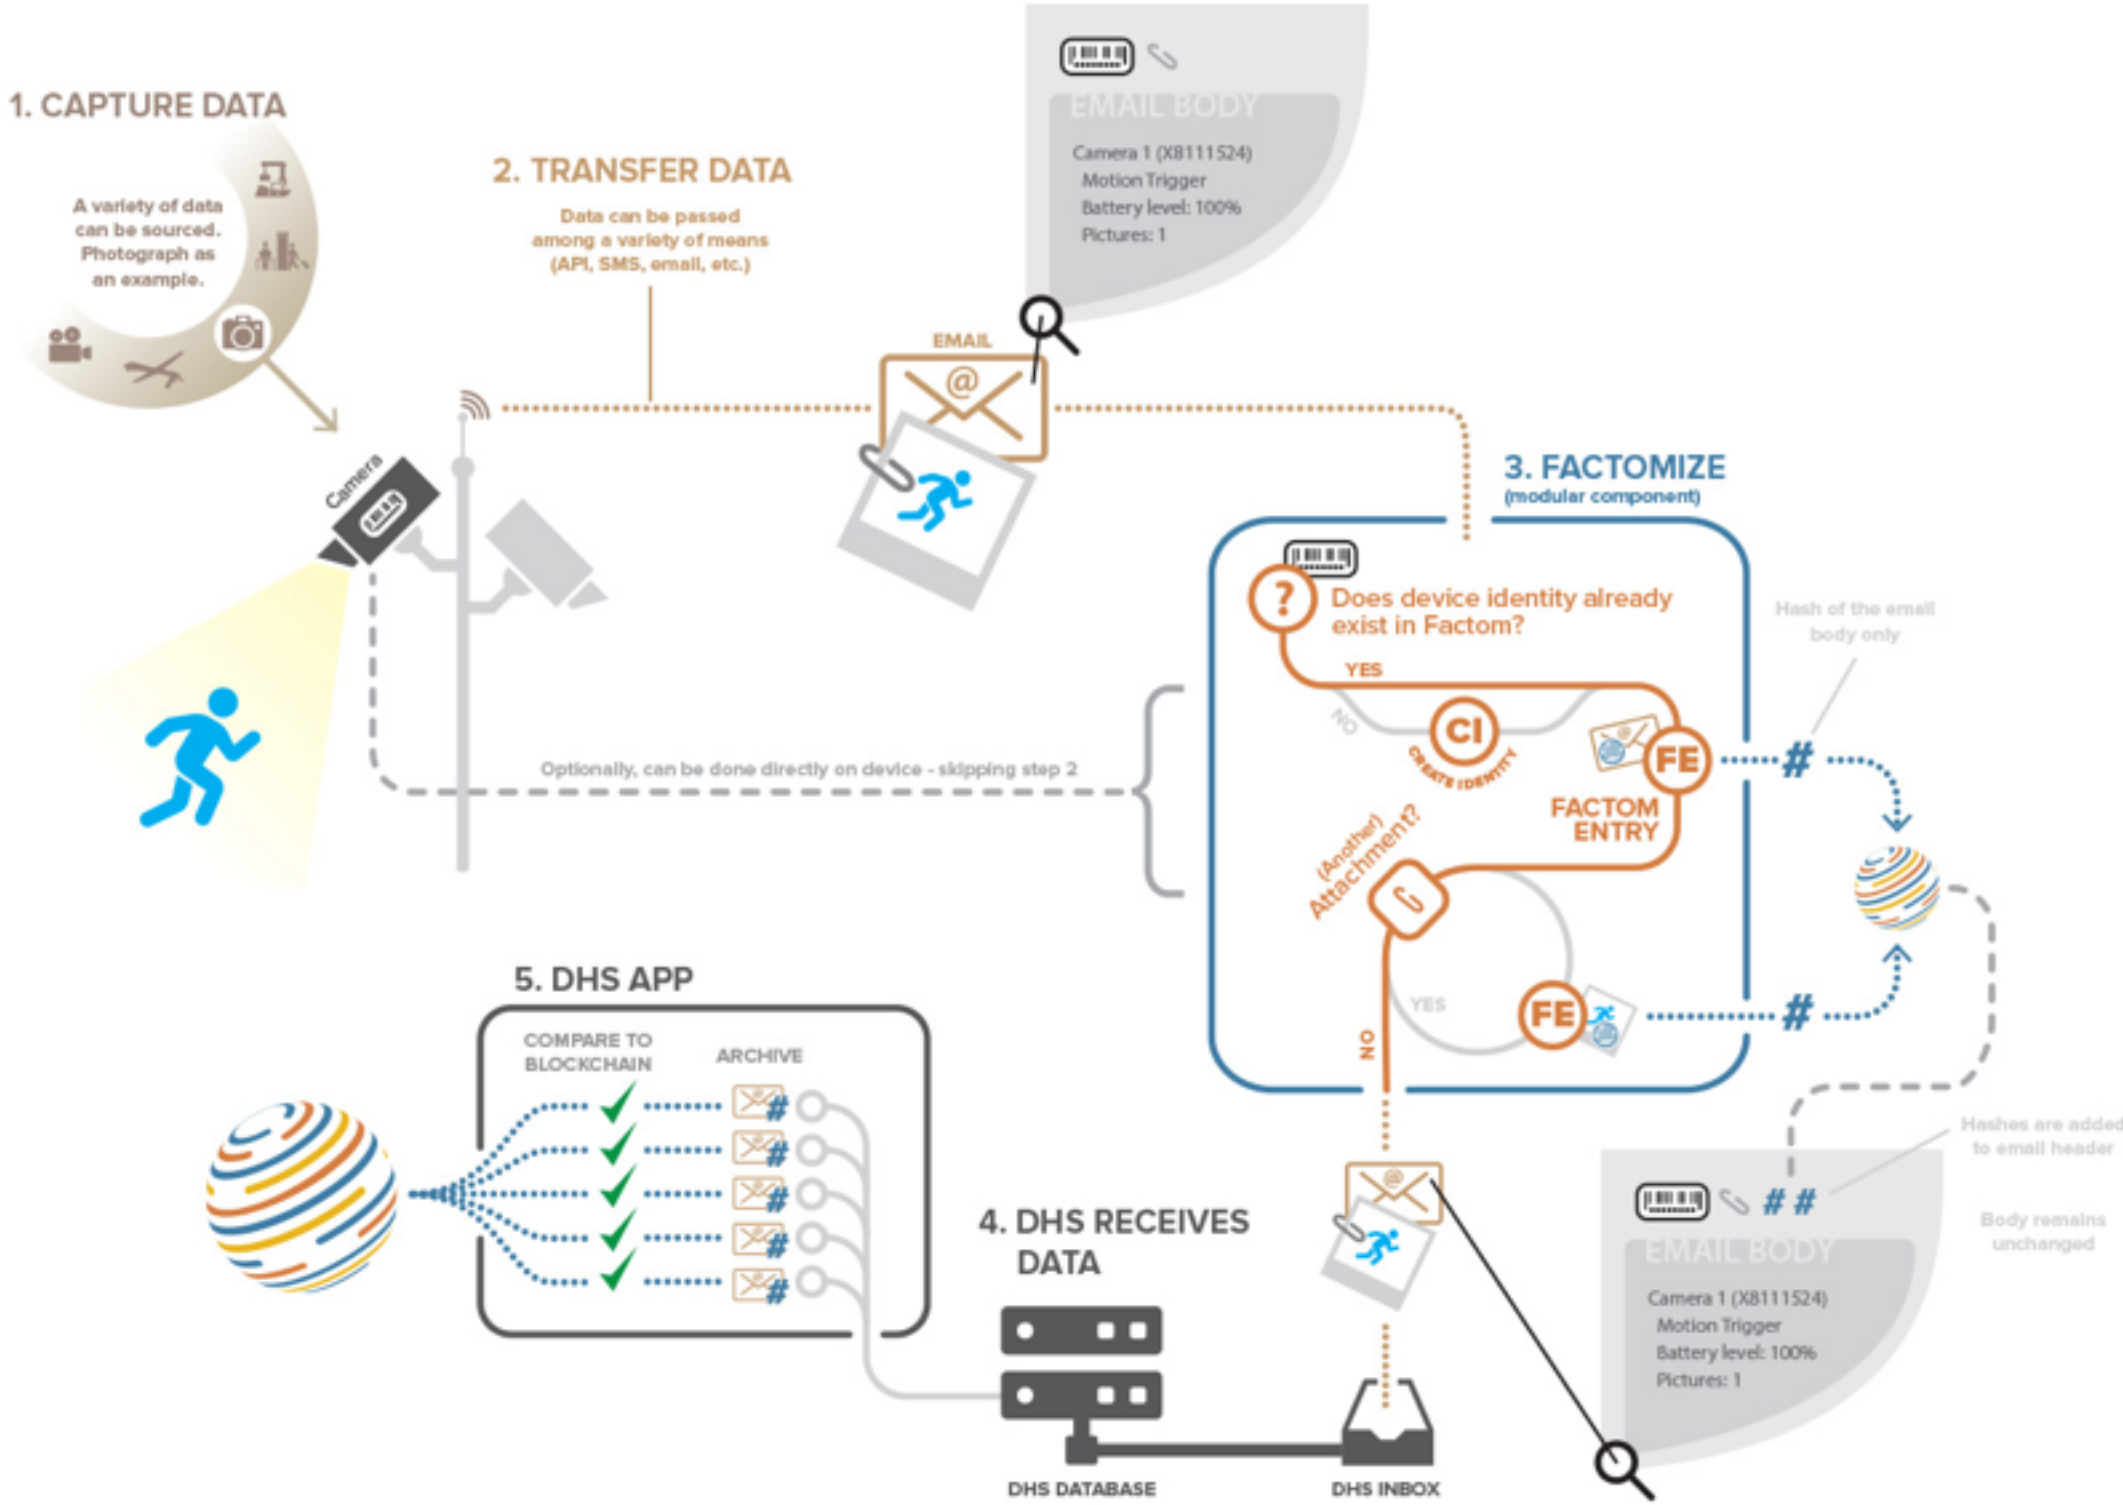 1. CAPTURE DATA
A variety of data
can be sourced.
Photograph as
an example.
2. TRANSFER DATA
Data can be passed
among a variety of means
(API, SMS, email, etc.)
EMAIL
@
EMAIL BODY
Camera 1 (X8111524)
Motion Trigger
Battery level: 100%
Pictures: 1
Camera
Optionally, can be done directly on device - skipping step 2
3. FACTOMIZE
(modular component)
?
Does device identity already
exist in Factom?
YES
NO
CI
CREATE IDENTITY
FE
FACTOM
ENTRY
(Another)
Attachment?
YES
NO
FE
Hash of the email
body only
#
#
Hashes are added
to email header
Body remains
unchanged
# #
EMAIL BODY
Camera 1 (X8111524)
Motion Trigger
Battery level: 100%
Pictures: 1
@
4. DHS RECEIVES
DATA
DHS DATABASE
DHS INBOX
5. DHS APP
COMPARE TO
BLOCKCHAIN
ARCHIVE
#
#
#
#
#